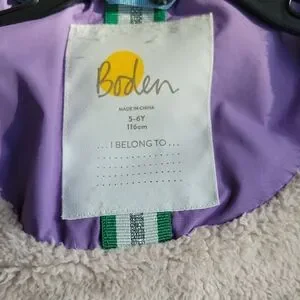 Boden
MADE IN CHINA
5-6Y
116cm
...I BELONG TO...